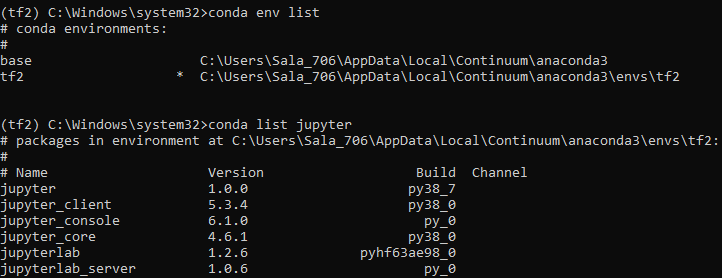 (tf2) C:\Windows\system32>conda env list
# conda environments:
#
base                     C:\Users\Sala_706\AppData\Local\Continuum\anaconda3
tf2                   *  C:\Users\Sala_706\AppData\Local\Continuum\anaconda3\envs\tf2
(tf2) C:\Windows\system32>conda list jupyter
# packages in environment at C:\Users\Sala_706\AppData\Local\Continuum\anaconda3\envs\tf2:
#
# Name                    Version                   Build  Channel
jupyter                   1.0.0                    py38_7
jupyter_client            5.3.4                    py38_0
jupyter_console           6.1.0                      py_0
jupyter_core              4.6.1                    py38_0
jupyterlab                1.2.6              pyhf63ae98_0
jupyterlab_server         1.0.6                      py_0